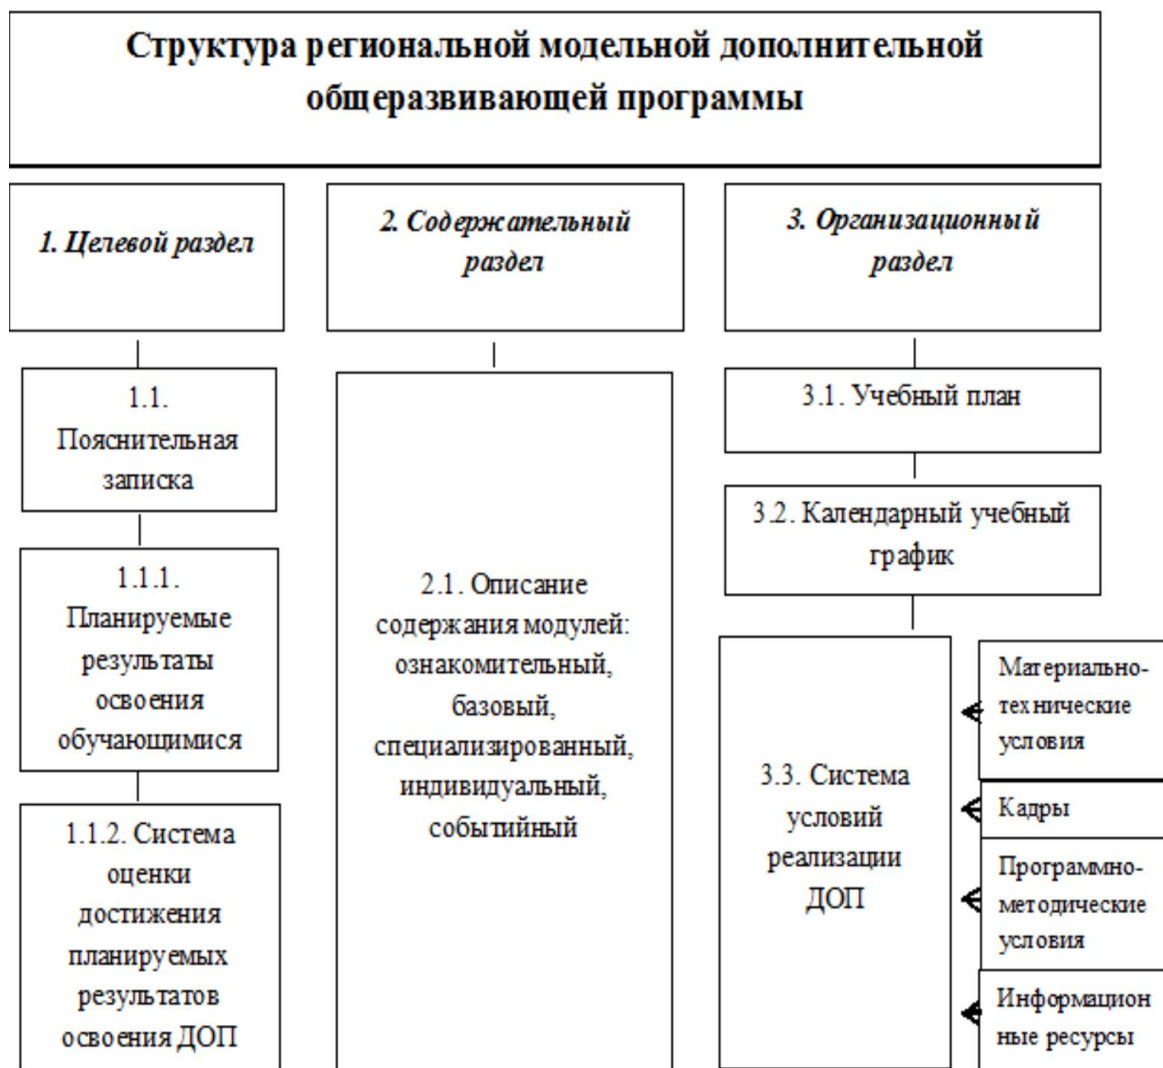 Структура региональной модельной дополнительной
общеразвивающей программы
1. Целевой раздел
2. Содержательный
раздел
3. Организационный
раздел
1.1.
Пояснительная
записка
1.1.1.
Планируемые
результаты
освоения
обучающимися
1.1.2. Система
оценки
достижения
планируемых
результатов
освоения ДОП
2.1. Описание
содержания модулей:
ознакомительный,
базовый,
специализированный,
индивидуальный,
событийный
3.1. Учебный план
3.2. Календарный учебный
график
3.3. Система
условий
реализации
ДОП
Материально-
технические
условия
Кадры
Программно-
методические
условия
Информацион
ные ресурсы